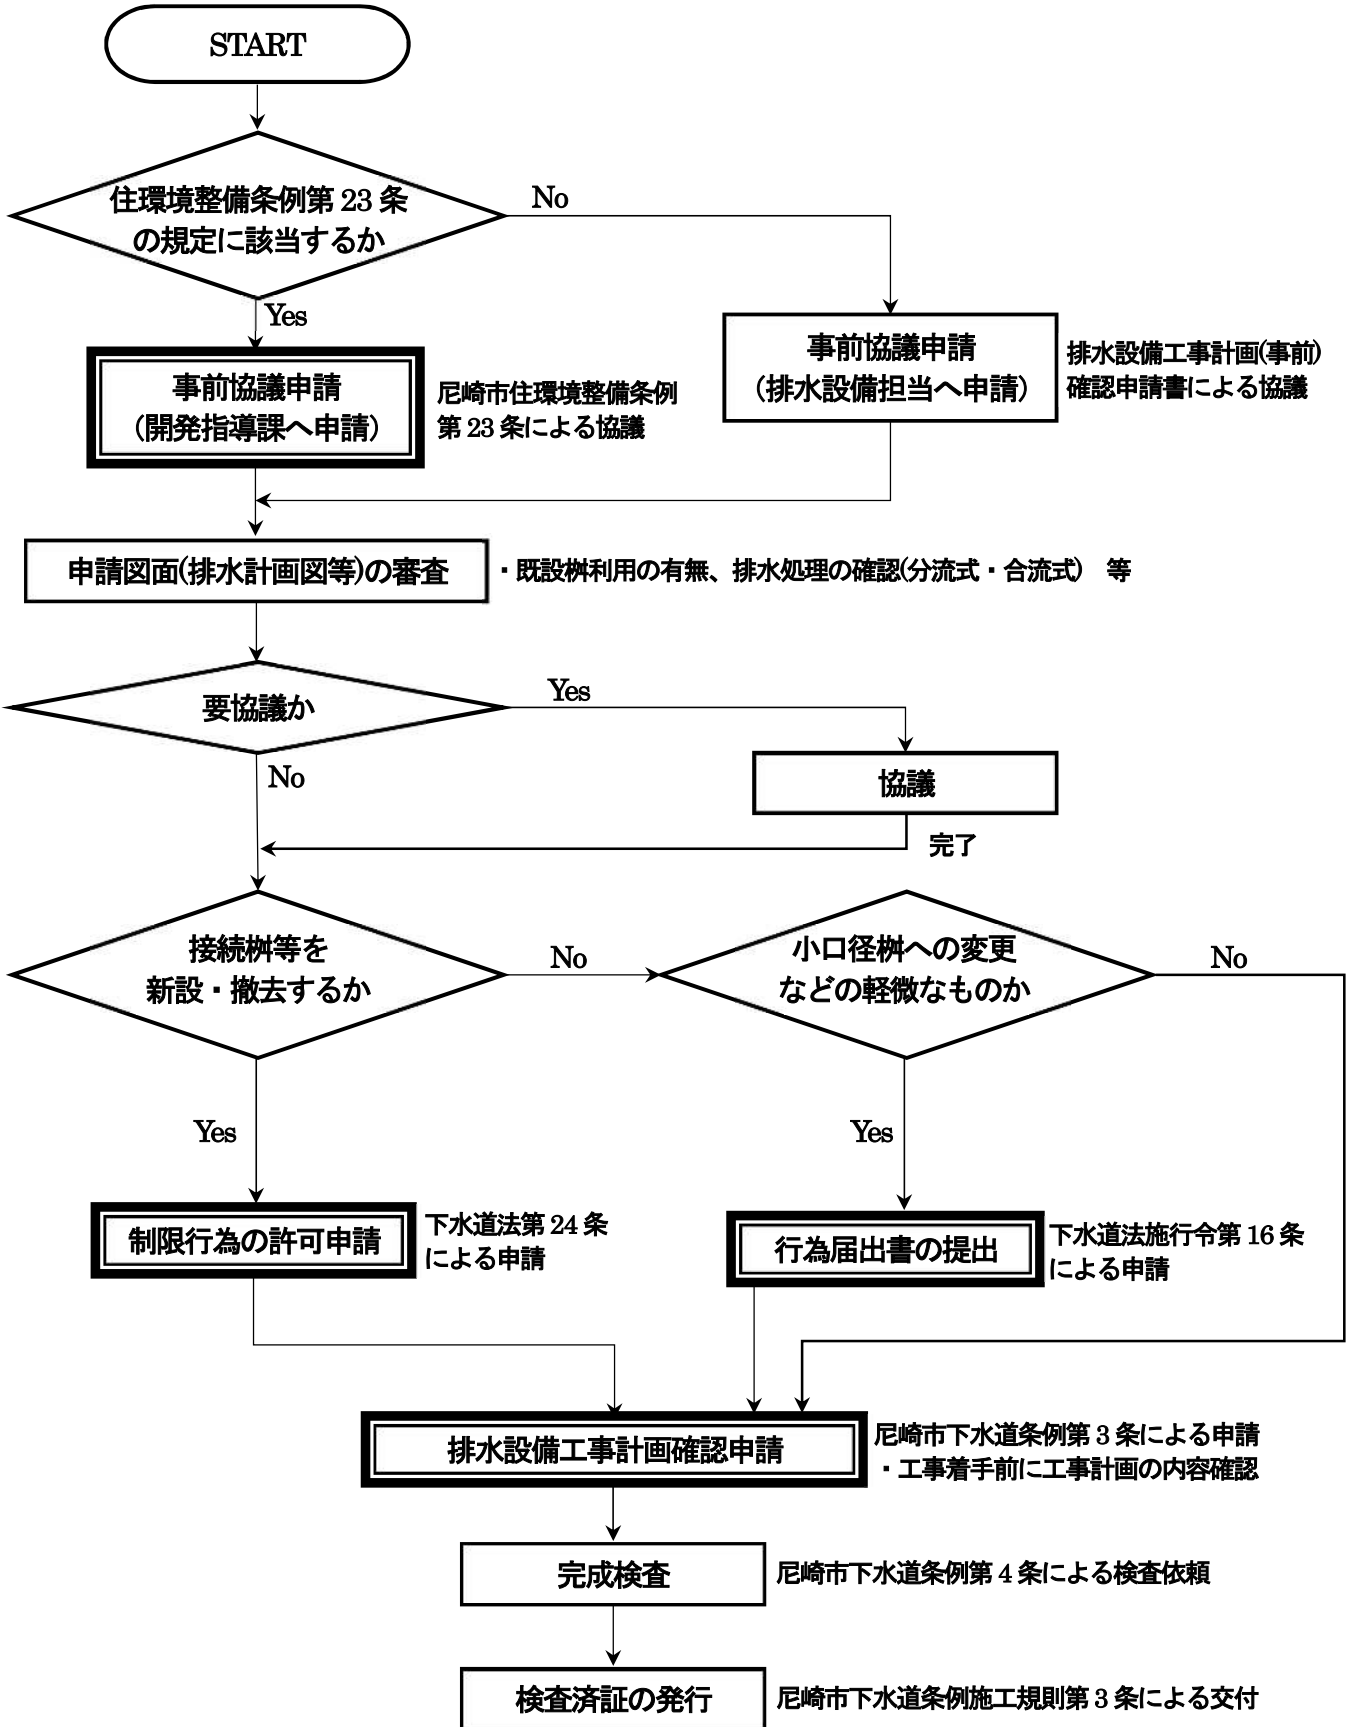 START
住環境整備条例第 23 条
の規定に該当するか
No
Yes
事前協議申請
(開発指導課へ申請)
尼崎市住環境整備条例
第 23 条による協議
事前協議申請
(排水設備担当へ申請)
排水設備工事計画(事前)
確認申請書による協議
申請図面(排水計画図等)の審査
・既設桝利用の有無、排水処理の確認(分流式・合流式)　等
要協議か
Yes
No
協議
完了
接続桝等を
新設・撤去するか
No
小口径桝への変更
などの軽微なものか
No
Yes
Yes
制限行為の許可申請
下水道法第 24 条
による申請
行為届出書の提出
下水道法施行令第 16 条
による申請
排水設備工事計画確認申請
尼崎市下水道条例第 3 条による申請
・工事着手前に工事計画の内容確認
完成検査
尼崎市下水道条例第 4 条による検査依頼
検査済証の発行
尼崎市下水道条例施工規則第 3 条による交付